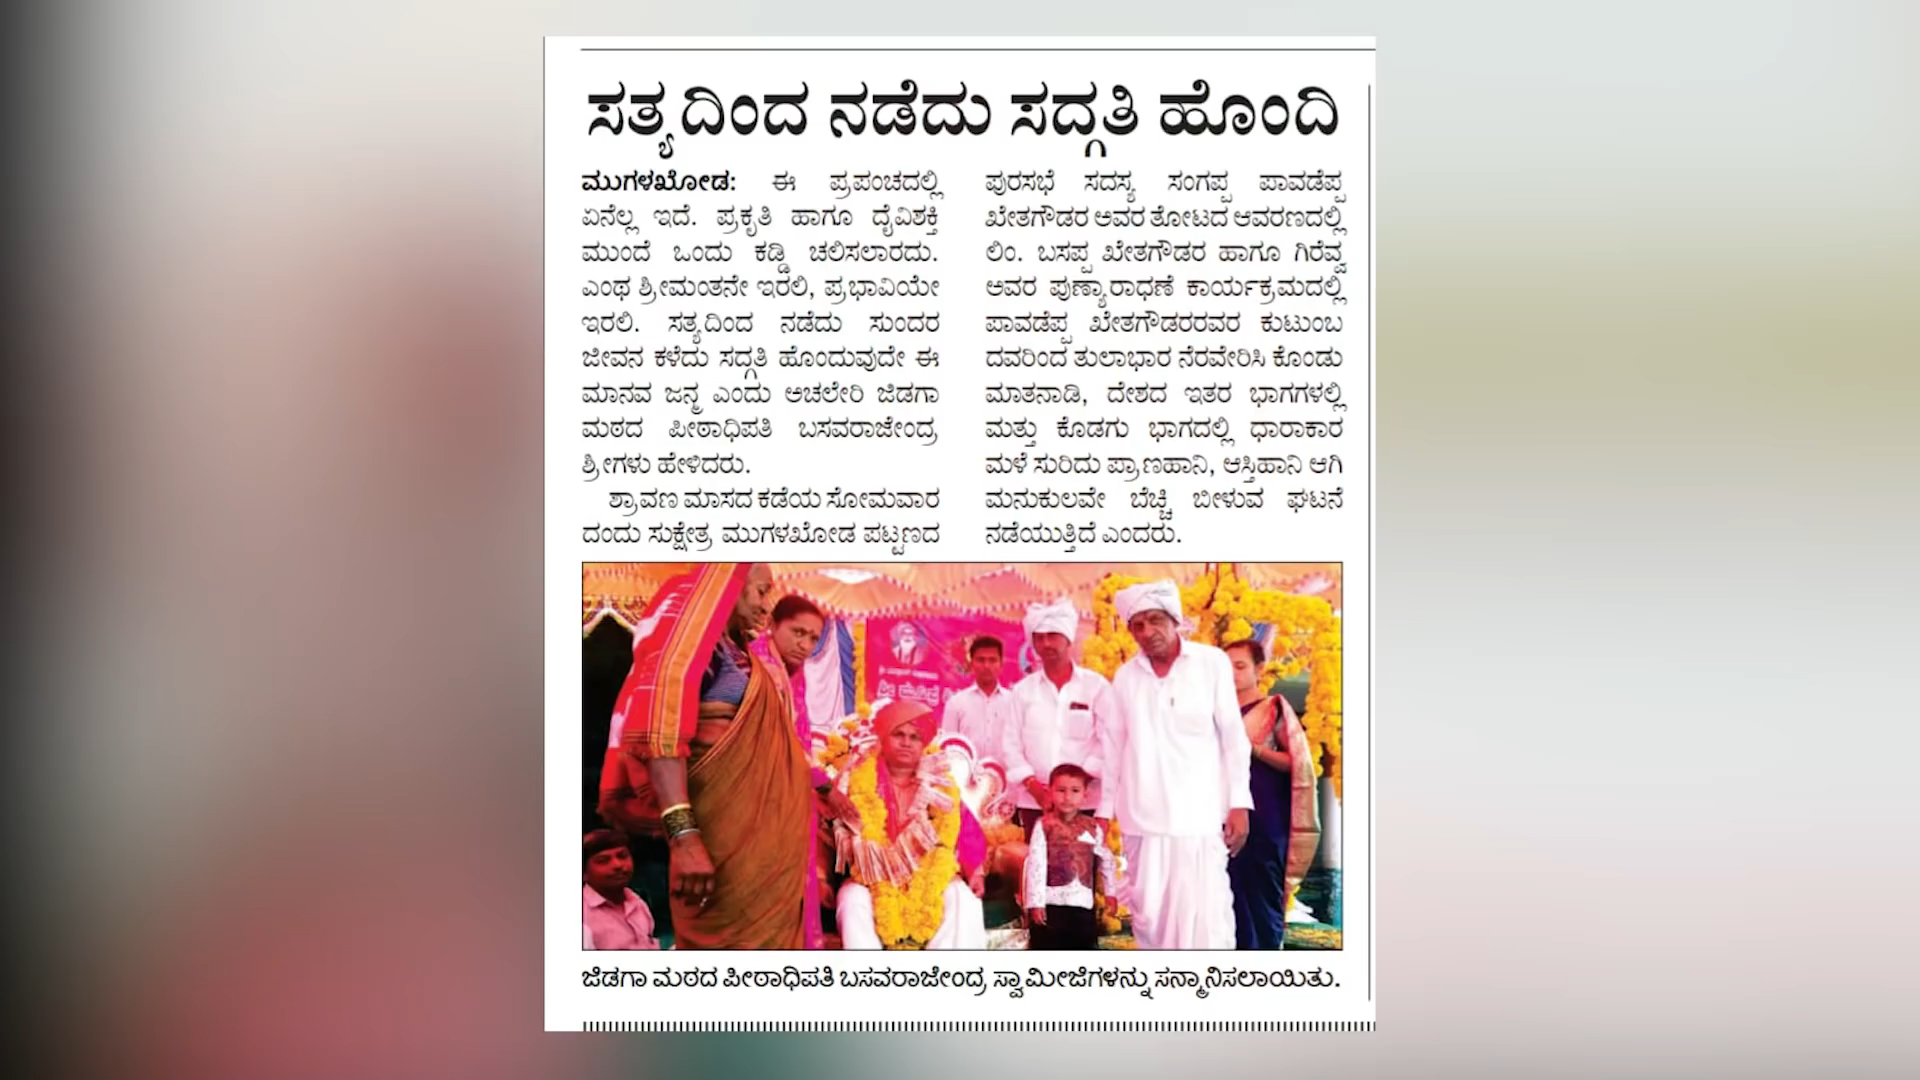 ಸತ್ಯದಿಂದ ನಡೆದು ಸದ್ಗತಿ ಹೊಂದಿ
ಮುಗಳಖೋಡ: ಈ ಪ್ರಪಂಚದಲ್ಲಿ
ಏನೆಲ್ಲ ಇದೆ. ಪ್ರಕೃತಿ ಹಾಗೂ ದೈವಿಶಕ್ತಿ
ಮುಂದೆ ಒಂದು ಕಡ್ಡಿ ಚಲಿಸಲಾರದು.
ಎಂಥ ಶ್ರೀಮಂತನೇ ಇರಲಿ, ಪ್ರಭಾವಿಯೇ
ಇರಲಿ. ಸತ್ಯದಿಂದ ನಡೆದು ಸುಂದರ
ಜೀವನ ಕಳೆದು ಸದ್ಗತಿ ಹೊಂದುವುದೇ ಈ
ಮಾನವ ಜನ್ಮ ಎಂದು ಅಚಲೇರಿ ಜಿಡಗಾ
ಮಠದ ಪೀಠಾಧಿಪತಿ ಬಸವರಾಜೇಂದ್ರ
ಶ್ರೀಗಳು ಹೇಳಿದರು.
ಶ್ರಾವಣ ಮಾಸದ ಕಡೆಯ ಸೋಮವಾರ
ದಂದು ಸುಕ್ಷೇತ್ರ ಮುಗಳಖೋಡ ಪಟ್ಟಣದ
ಪುರಸಭೆ ಸದಸ್ಯ ಸಂಗಪ್ಪ ಪಾವಡೆಪ್ಪ
ಖೇತಗೌಡರ ಅವರ ತೋಟದ ಆವರಣದಲ್ಲಿ
ಲಿಂ. ಬಸಪ್ಪ ಖೇತಗೌಡರ ಹಾಗೂ ಗಿರೆವ್ವ
ಅವರ ಪುಣ್ಯಾರಾಧಣೆ ಕಾರ್ಯಕ್ರಮದಲ್ಲಿ
ಪಾವಡೆಪ್ಪ ಖೇತಗೌಡರರವರ ಕುಟುಂಬ
ದವರಿಂದ ತುಲಾಭಾರ ನೆರವೇರಿಸಿ ಕೊಂಡು
ಮಾತನಾಡಿ, ದೇಶದ ಇತರ ಭಾಗಗಳಲ್ಲಿ
ಮತ್ತು ಕೊಡಗು ಭಾಗದಲ್ಲಿ ಧಾರಾಕಾರ
ಮಳೆ ಸುರಿದು ಪ್ರಾಣಹಾನಿ, ಆಸ್ತಿಹಾನಿ ಆಗಿ
ಮನುಕುಲವೇ ಬೆಚ್ಚಿ ಬೀಳುವ ಘಟನೆ
ನಡೆಯುತ್ತಿದೆ ಎಂದರು.
ಜಿಡಗಾ ಮಠದ ಪೀಠಾಧಿಪತಿ ಬಸವರಾಜೇಂದ್ರ ಸ್ವಾಮೀಜಿಗಳನ್ನು ಸನ್ಮಾನಿಸಲಾಯಿತು.